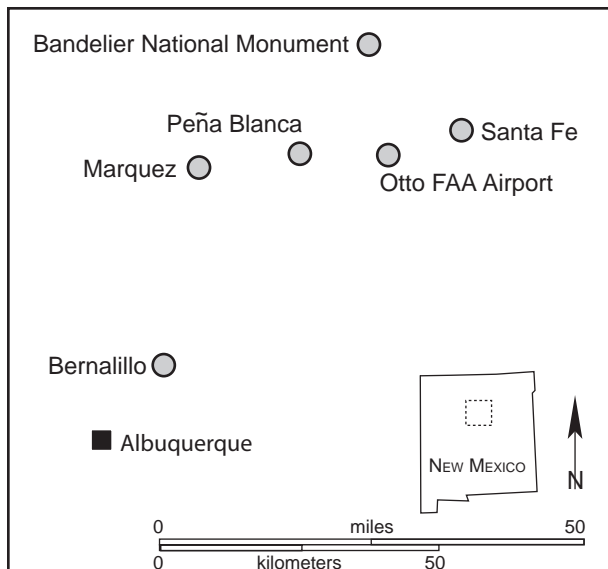 Bandelier National Monument
Peña Blanca
Santa Fe
Marquez
Otto FAA Airport
Bernalillo
Albuquerque
NEW MEXICO
N
0 miles 50
0 kilometers 50